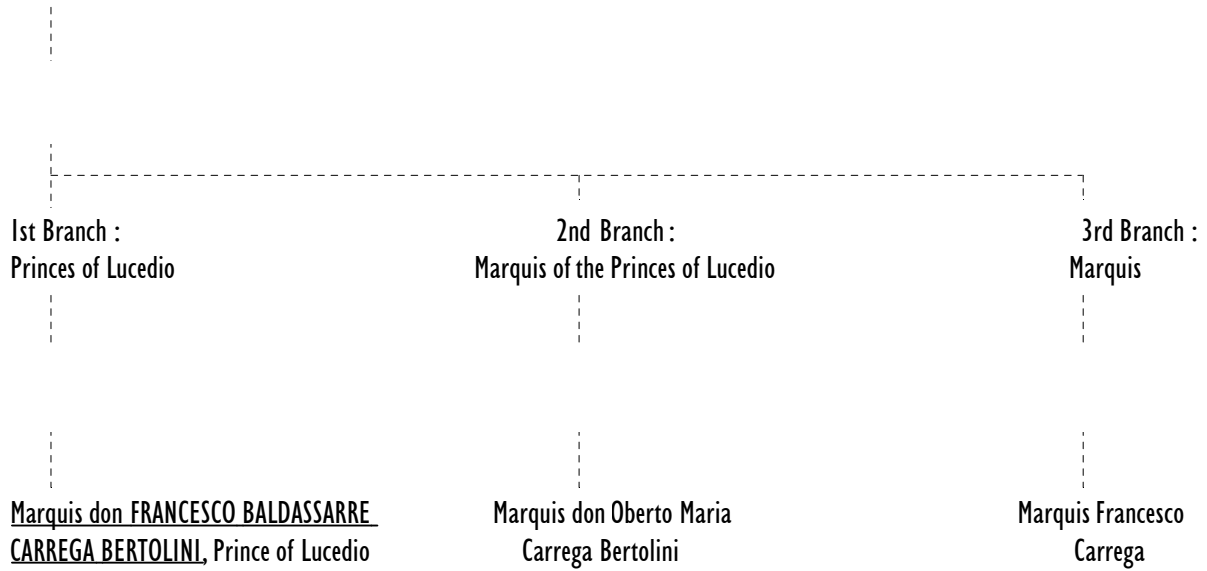 1st Branch :
Princes of Lucedio
2nd Branch :
Marquis of the Princes of Lucedio
3rd Branch :
Marquis
Marquis don FRANCESCO BALDASSARRE
CARREGA BERTOLINI, Prince of Lucedio
Marquis don Oberto Maria
Carrega Bertolini
Marquis Francesco
Carrega